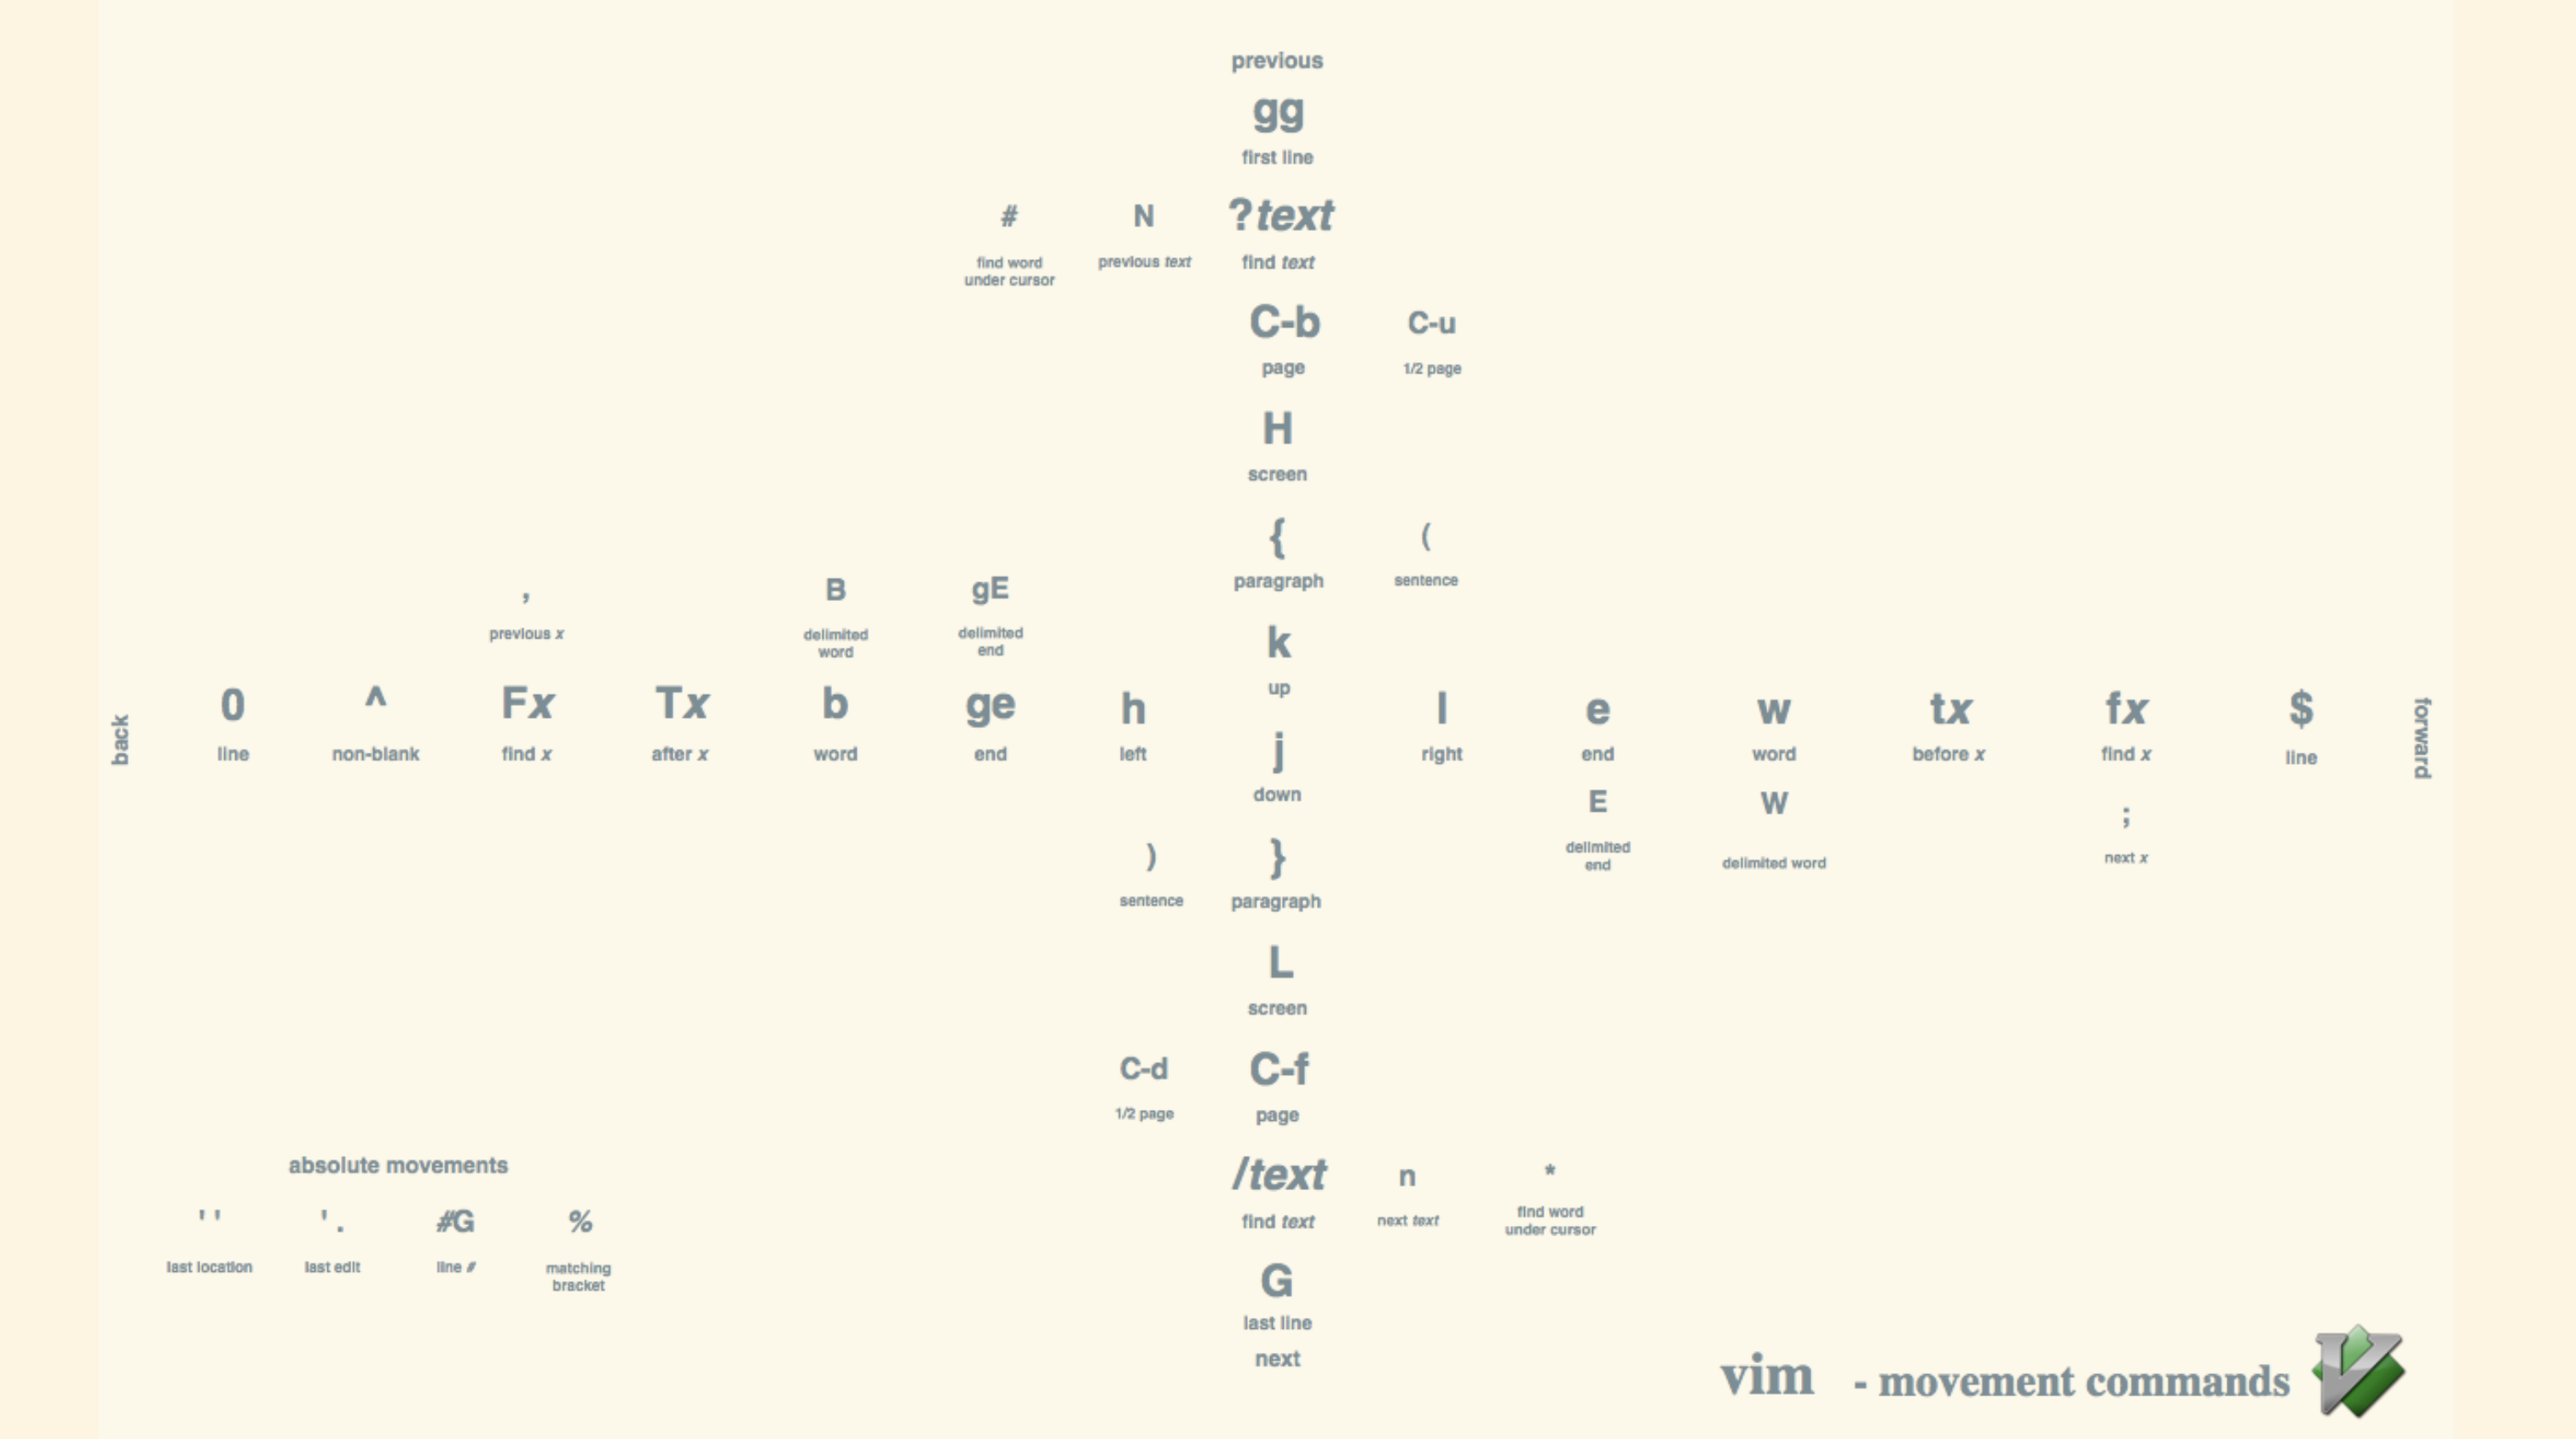 previous
gg
first line
# N ?text
find word
under cursor
previous text
find text
C-b C-u
page 1/2 page
H
screen
{ (
paragraph sentence
, B gE
previous x
delimited
word
delimited
end
k
up
back
0 ^ Fx Tx b ge h l e w tx fx $
line non-blank find x after x word end left right end word before x find x line
forward
j
down
E W ;
delimited
end
delimited word
next x
) }
sentence paragraph
L
screen
C-d C-f
1/2 page page
/text n *
find text next text
find word
under cursor
G
last line
next
absolute movements
' ' ' . #G %
last location last edit line #
matching
bracket
vim - movement commands